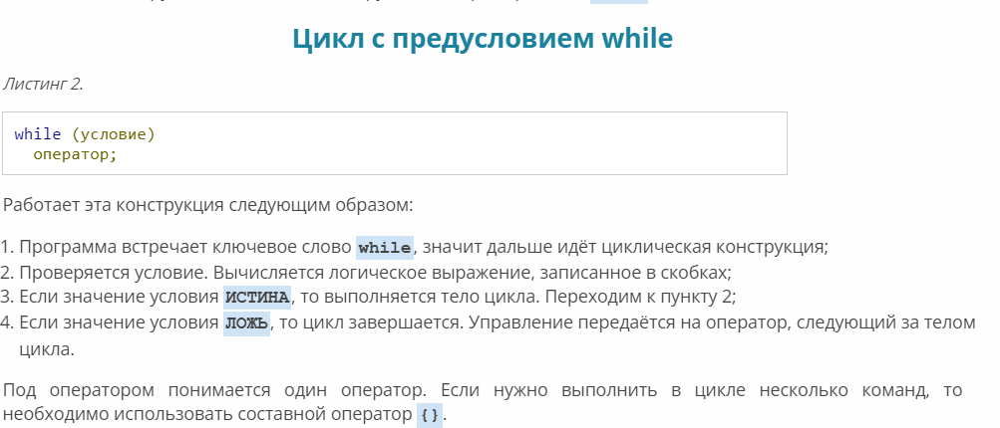 Цикл с предусловием while
Листинг 2.
while (условие)
оператор;
Работает эта конструкция следующим образом:
1. Программа встречает ключевое слово while, значит дальше идёт циклическая конструкция;
2. Проверяется условие. Вычисляется логическое выражение, записанное в скобках;
3. Если значение условия ИСТИНА, то выполняется тело цикла. Переходим к пункту 2;
4. Если значение условия ЛОЖЬ, то цикл завершается. Управление передаётся на оператор, следующий за телом
цикла.
Под оператором понимается один оператор. Если нужно выполнить в цикле несколько команд, то
необходимо использовать составной оператор {}.